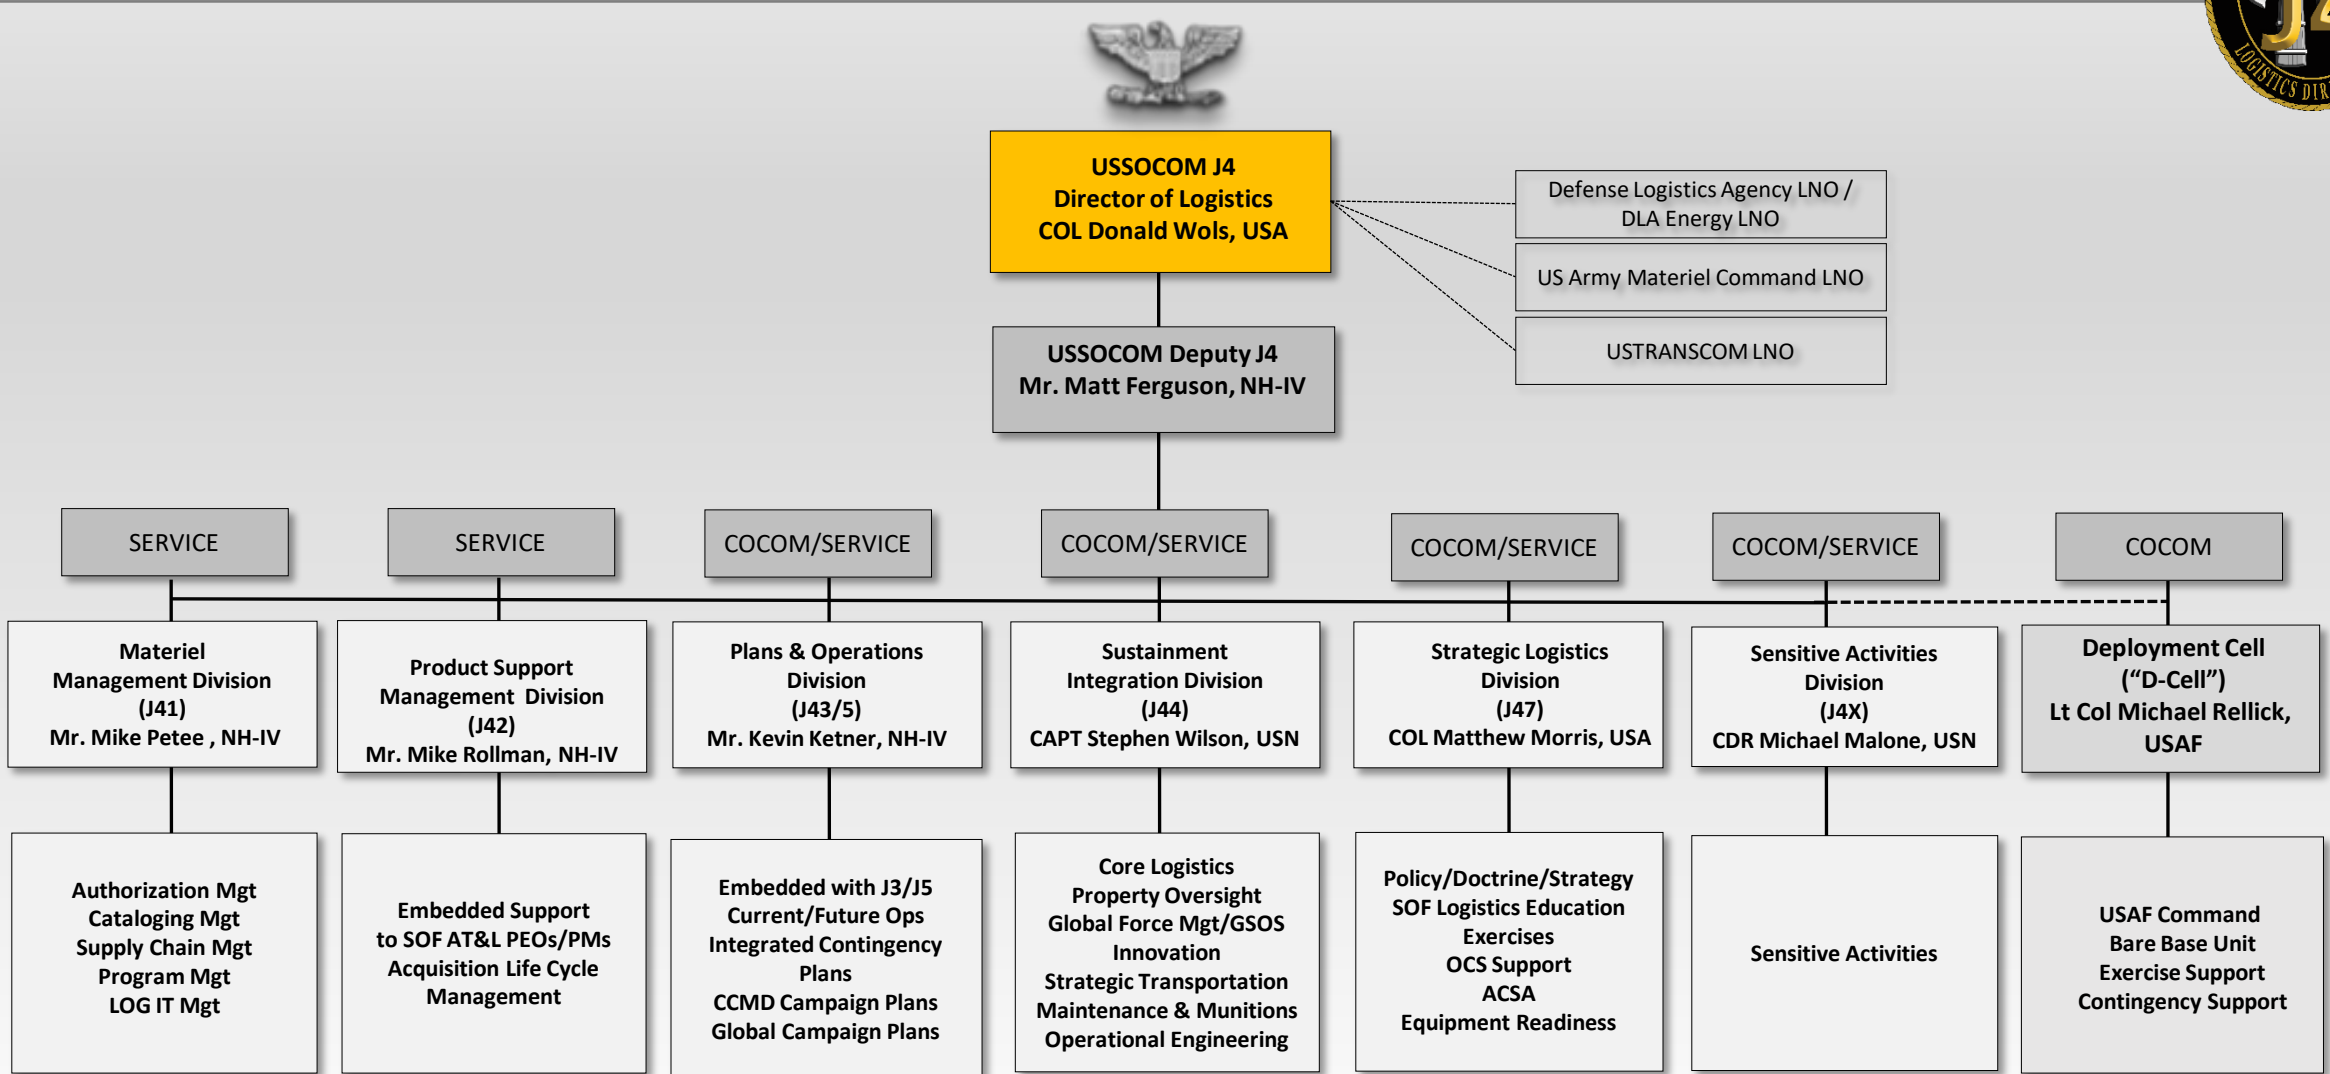 J4
LOGISTICS
USSOCOM J4
Director of Logistics
COL Donald Wols, USA
Defense Logistics Agency LNO /
DLA Energy LNO
US Army Materiel Command LNO
USTRANSCOM LNO
USSOCOM Deputy J4
Mr. Matt Ferguson, NH-IV
SERVICE
SERVICE
COCOM/SERVICE
COCOM/SERVICE
COCOM/SERVICE
COCOM/SERVICE
COCOM
Materiel
Management Division
(J41)
Mr. Mike Petee , NH-IV
Product Support
Management Division
(J42)
Mr. Mike Rollman, NH-IV
Plans & Operations
Division
(J43/5)
Mr. Kevin Ketner, NH-IV
Sustainment
Integration Division
(J44)
CAPT Stephen Wilson, USN
Strategic Logistics
Division
(J47)
COL Matthew Morris, USA
Sensitive Activities
Division
(J4X)
CDR Michael Malone, USN
Deployment Cell
(“D-Cell”)
Lt Col Michael Rellick,
USAF
Authorization Mgt
Cataloging Mgt
Supply Chain Mgt
Program Mgt
LOG IT Mgt
Embedded Support
to SOF AT&L PEOs/PMs
Acquisition Life Cycle
Management
Embedded with J3/J5
Current/Future Ops
Integrated Contingency
Plans
CCMD Campaign Plans
Global Campaign Plans
Core Logistics
Property Oversight
Global Force Mgt/GSOS
Innovation
Strategic Transportation
Maintenance & Munitions
Operational Engineering
Policy/Doctrine/Strategy
SOF Logistics Education
Exercises
OCS Support
ACSA
Equipment Readiness
Sensitive Activities
USAF Command
Bare Base Unit
Exercise Support
Contingency Support